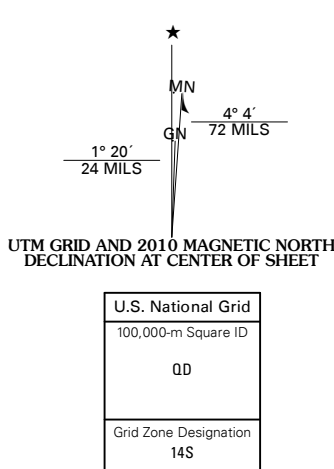 ★
MN
GN
4° 4´
72 MILS
1° 20´
24 MILS
UTM GRID AND 2010 MAGNETIC NORTH
DECLINATION AT CENTER OF SHEET
U.S. National Grid
100,000-m Square ID
QD
Grid Zone Designation
14S